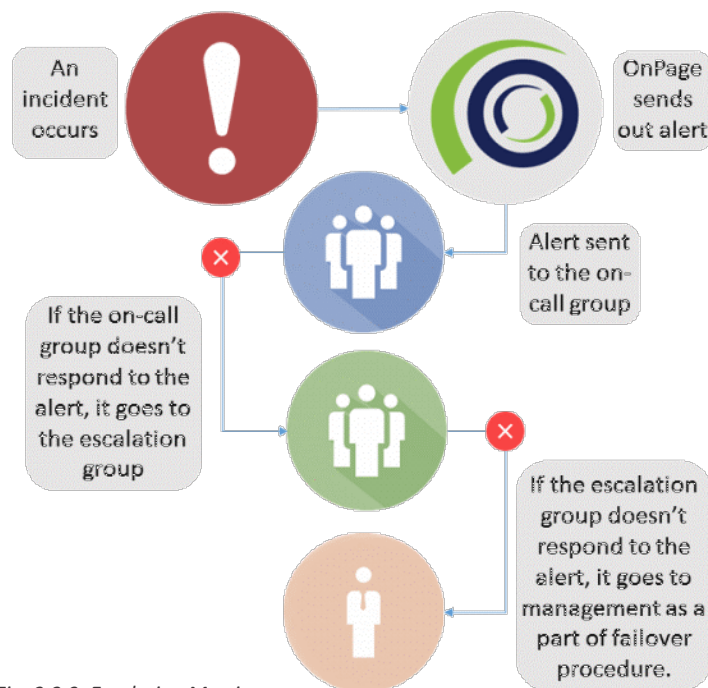 An
incident
occurs
OnPage
sends
out alert
Alert sent
to the on-
call group
If the on-call
group doesn't
respond to the
alert, it goes to
the escalation
group
If the escalation
group doesn't
respond to the
alert, it goes to
management as a
part of failover
procedure.